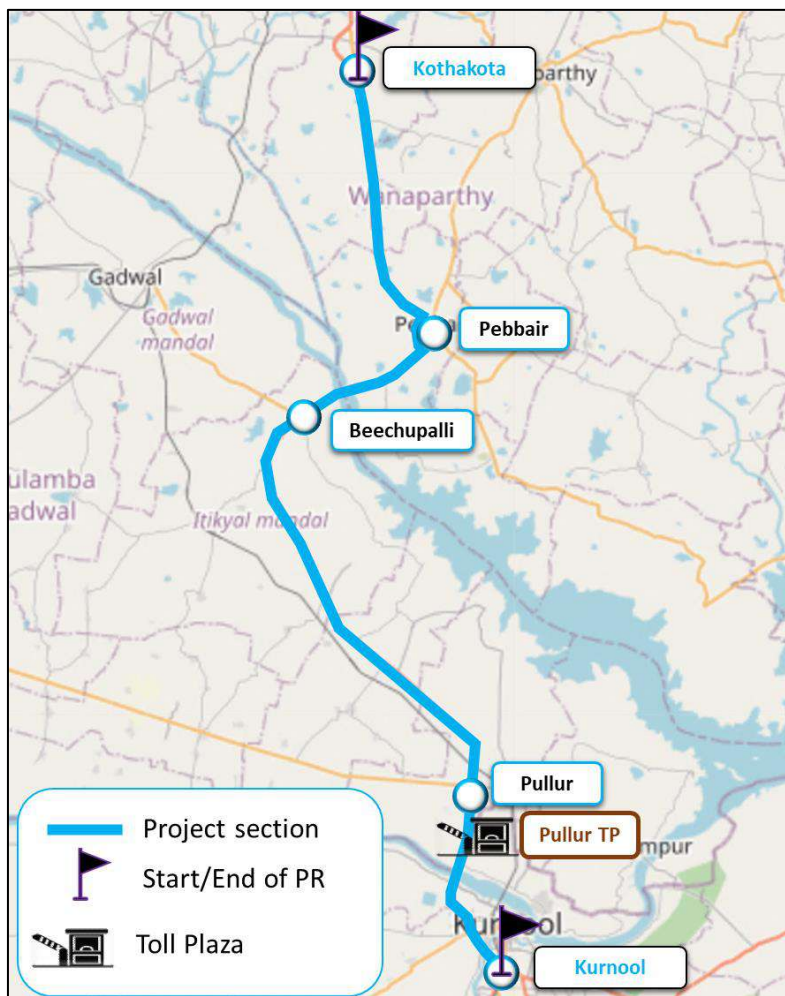 Kothakota
Wanaparthy
Gadwal
Gadwal
mandal
Pebbair
Beechupalli
ulamba
adwal
Itikyal mandal
Pullur
Pullur TP
mpur
Kurnool
Project section
Start/End of PR
Toll Plaza